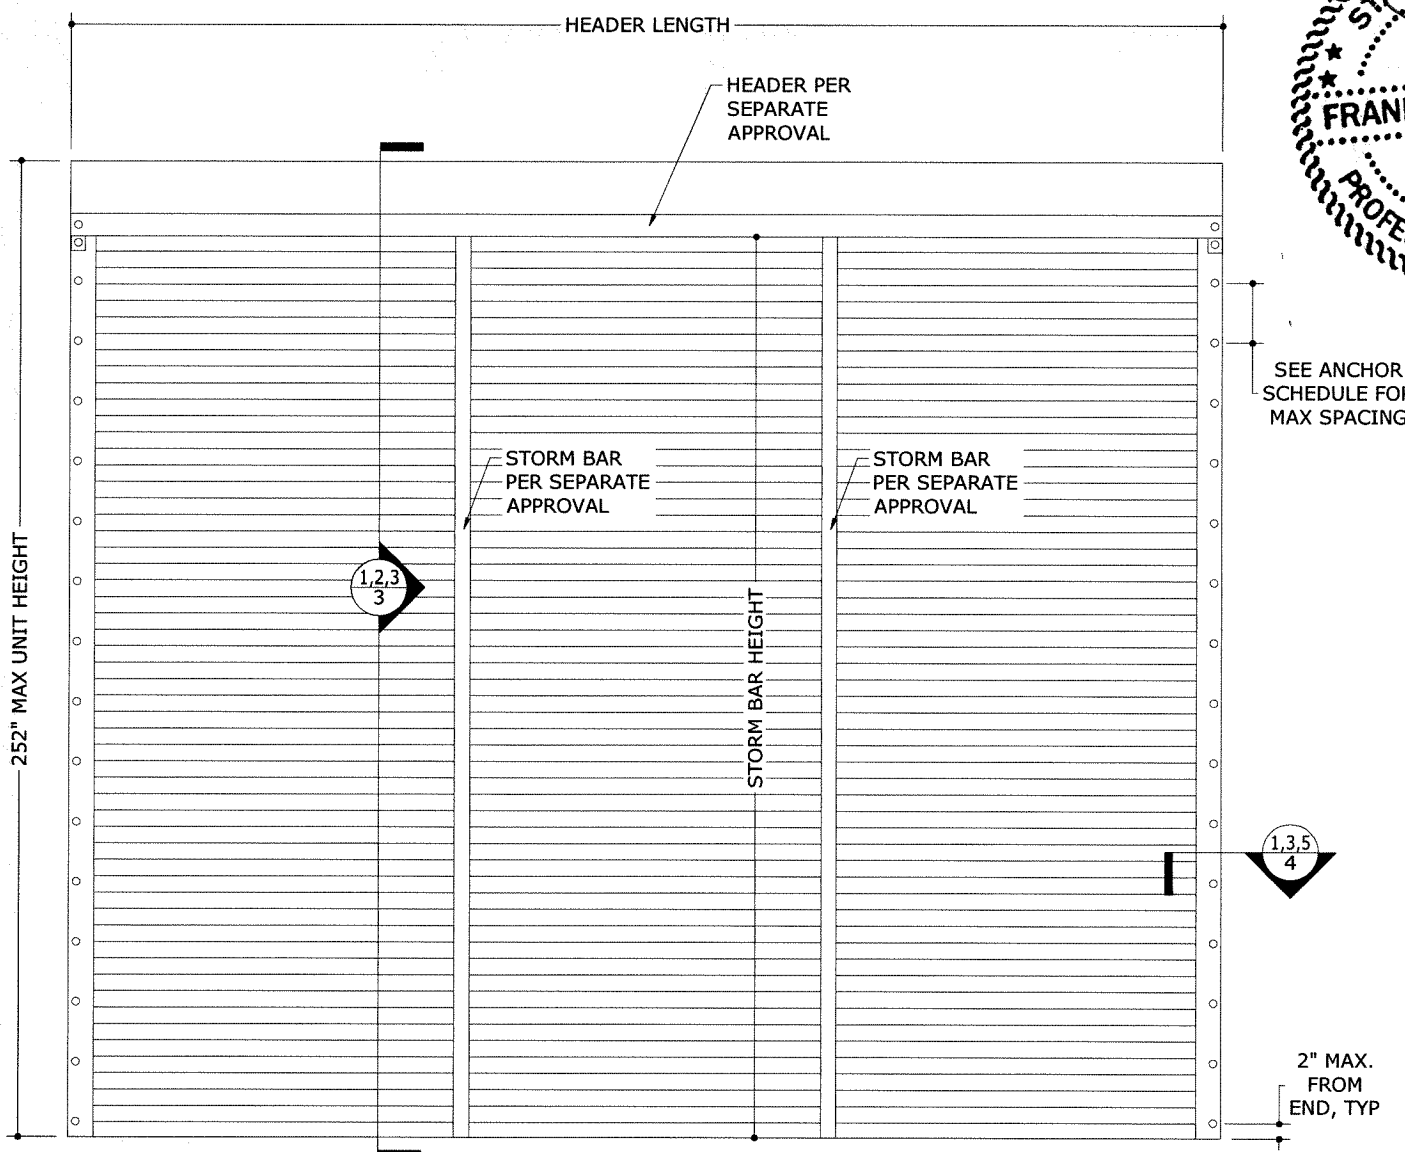 HEADER LENGTH
HEADER PER
SEPARATE
APPROVAL
FRAN
PROFE
SEE ANCHOR
SCHEDULE FOR
MAX SPACING
STORM BAR
PER SEPARATE
APPROVAL
STORM BAR
PER SEPARATE
APPROVAL
252" MAX UNIT HEIGHT
1,2,3
3
STORM BAR HEIGHT
1,3,5
4
2" MAX.
FROM
END, TYP